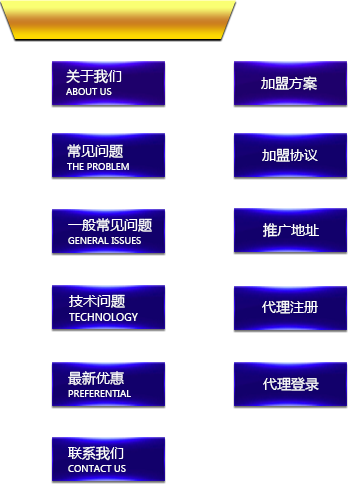 关于我们
ABOUT US
加盟方案
常见问题
THE PROBLEM
加盟协议
一般常见问题
GENERAL ISSUES
推广地址
技术问题
TECHNOLOGY
代理注册
最新优惠
PREFERENTIAL
代理登录
联系我们
CONTACT US